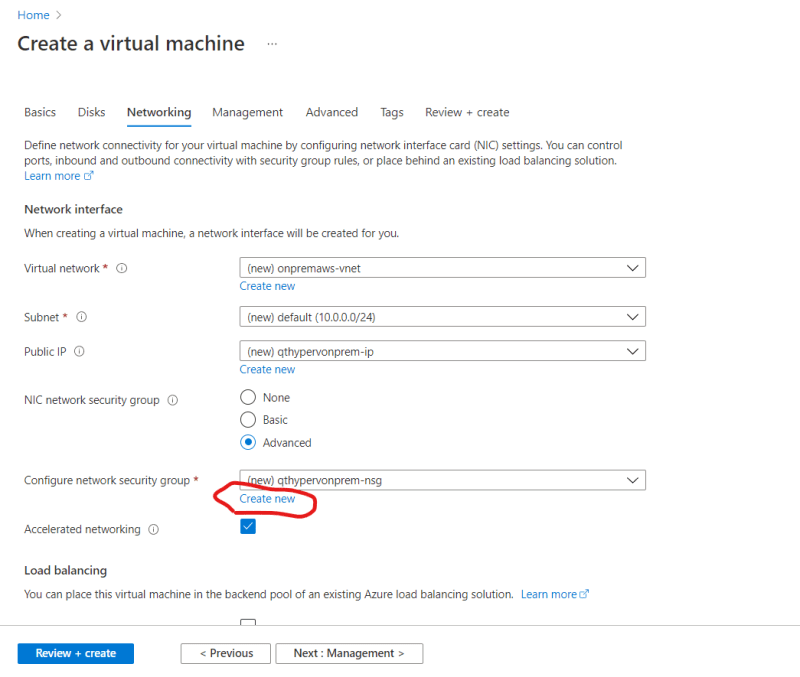 Home >
Create a virtual machine ...
Basics Disks Networking Management Advanced Tags Review + create
Define network connectivity for your virtual machine by configuring network interface card (NIC) settings. You can control
ports, inbound and outbound connectivity with security group rules, or place behind an existing load balancing solution.
Learn more
Network interface
When creating a virtual machine, a network interface will be created for you.
Virtual network * (new) onpremaws-vnet
Create new
Subnet * (new) default (10.0.0.0/24)
Public IP (new) qthypervonprem-ip
Create new
NIC network security group None
Basic
Advanced
Configure network security group * (new) qthypervonprem-nsg
Create new
Accelerated networking
Load balancing
You can place this virtual machine in the backend pool of an existing Azure load balancing solution. Learn more
Review + create < Previous Next : Management >